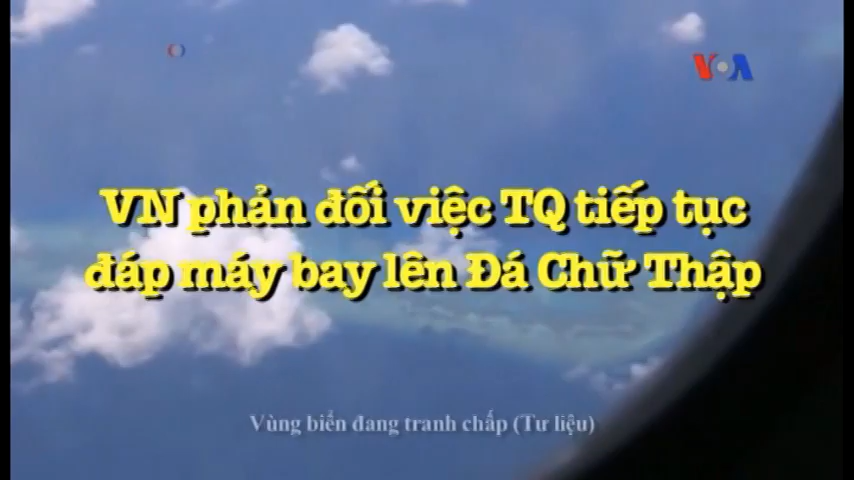 VOA
VN phản đối việc TQ tiếp tục
đáp máy bay lên Đá Chữ Thập
Vùng biển đang tranh chấp (Tư liệu)